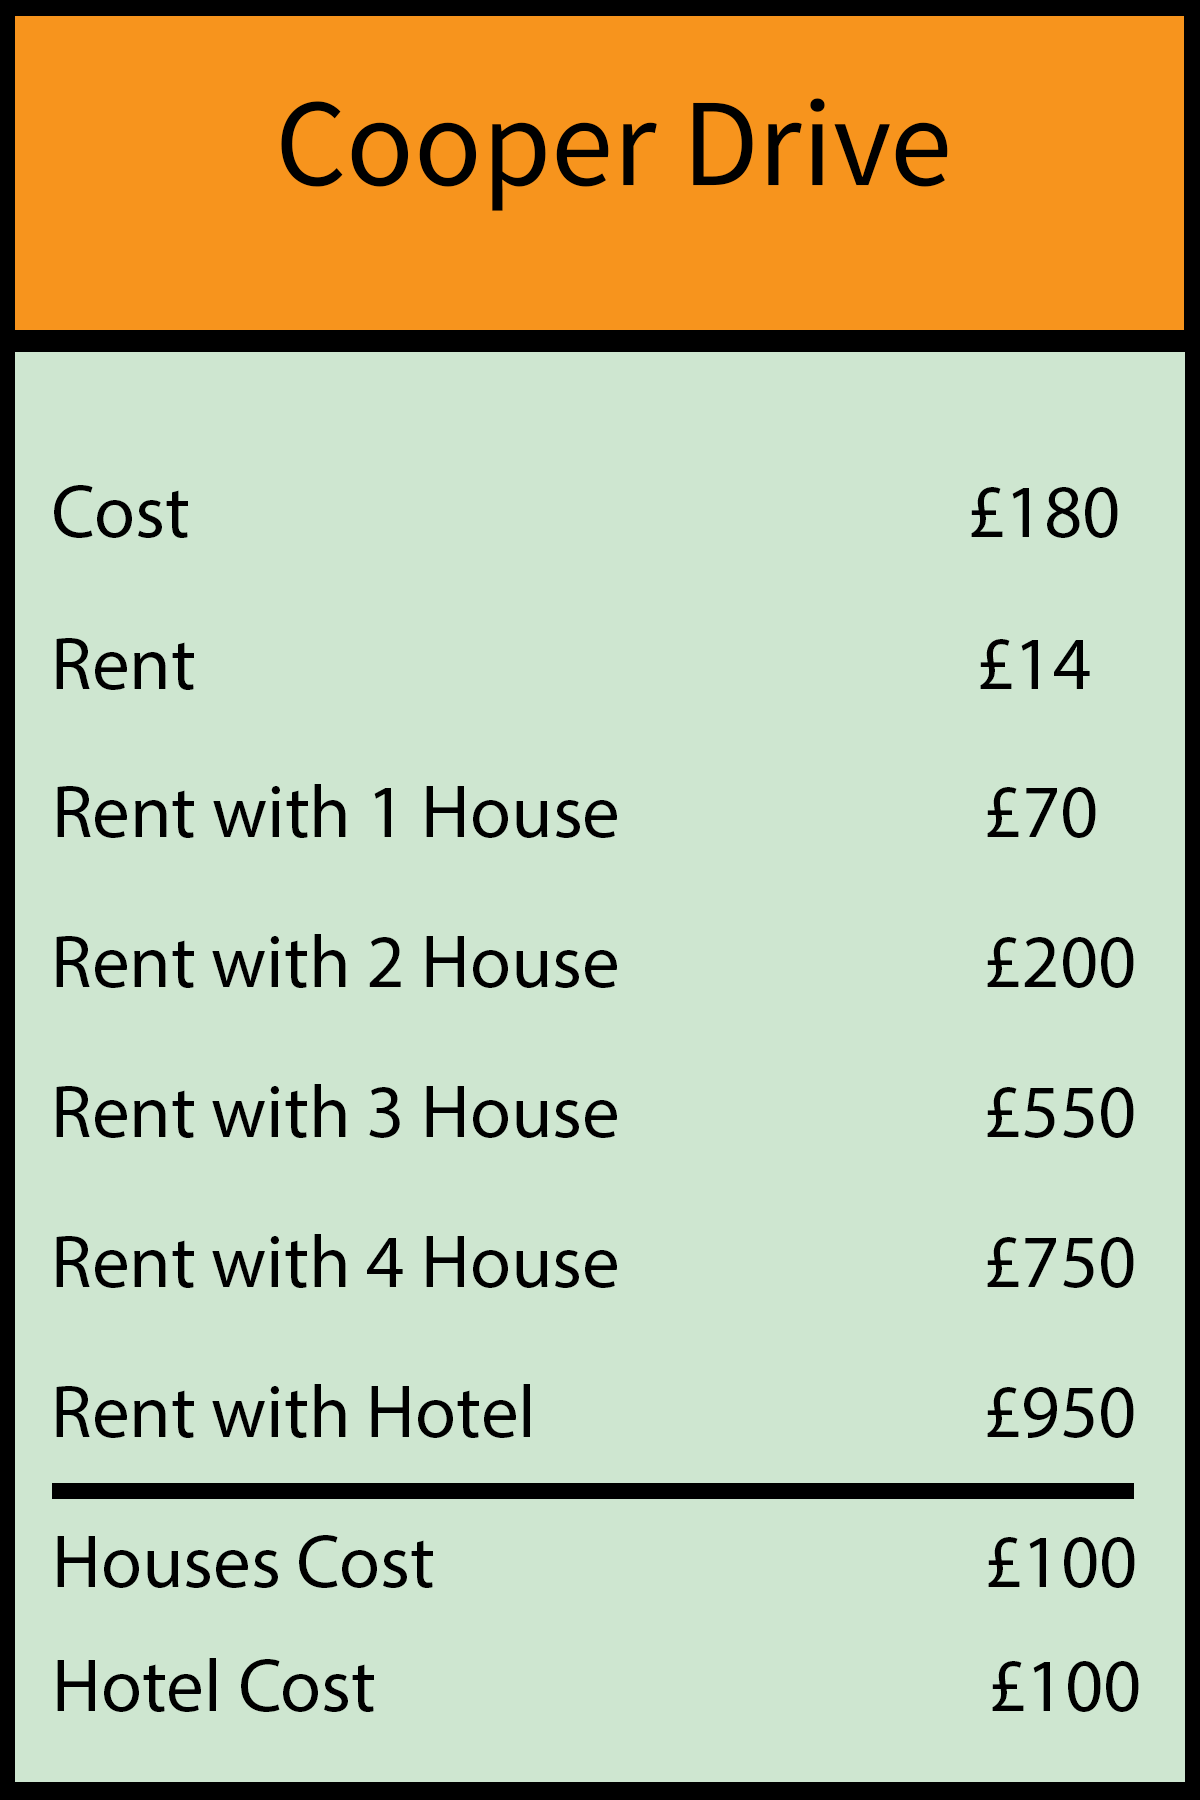 Cooper Drive
Cost £180
Rent £14
Rent with 1 House £70
Rent with 2 House £200
Rent with 3 House £550
Rent with 4 House £750
Rent with Hotel £950
Houses Cost £100
Hotel Cost £100